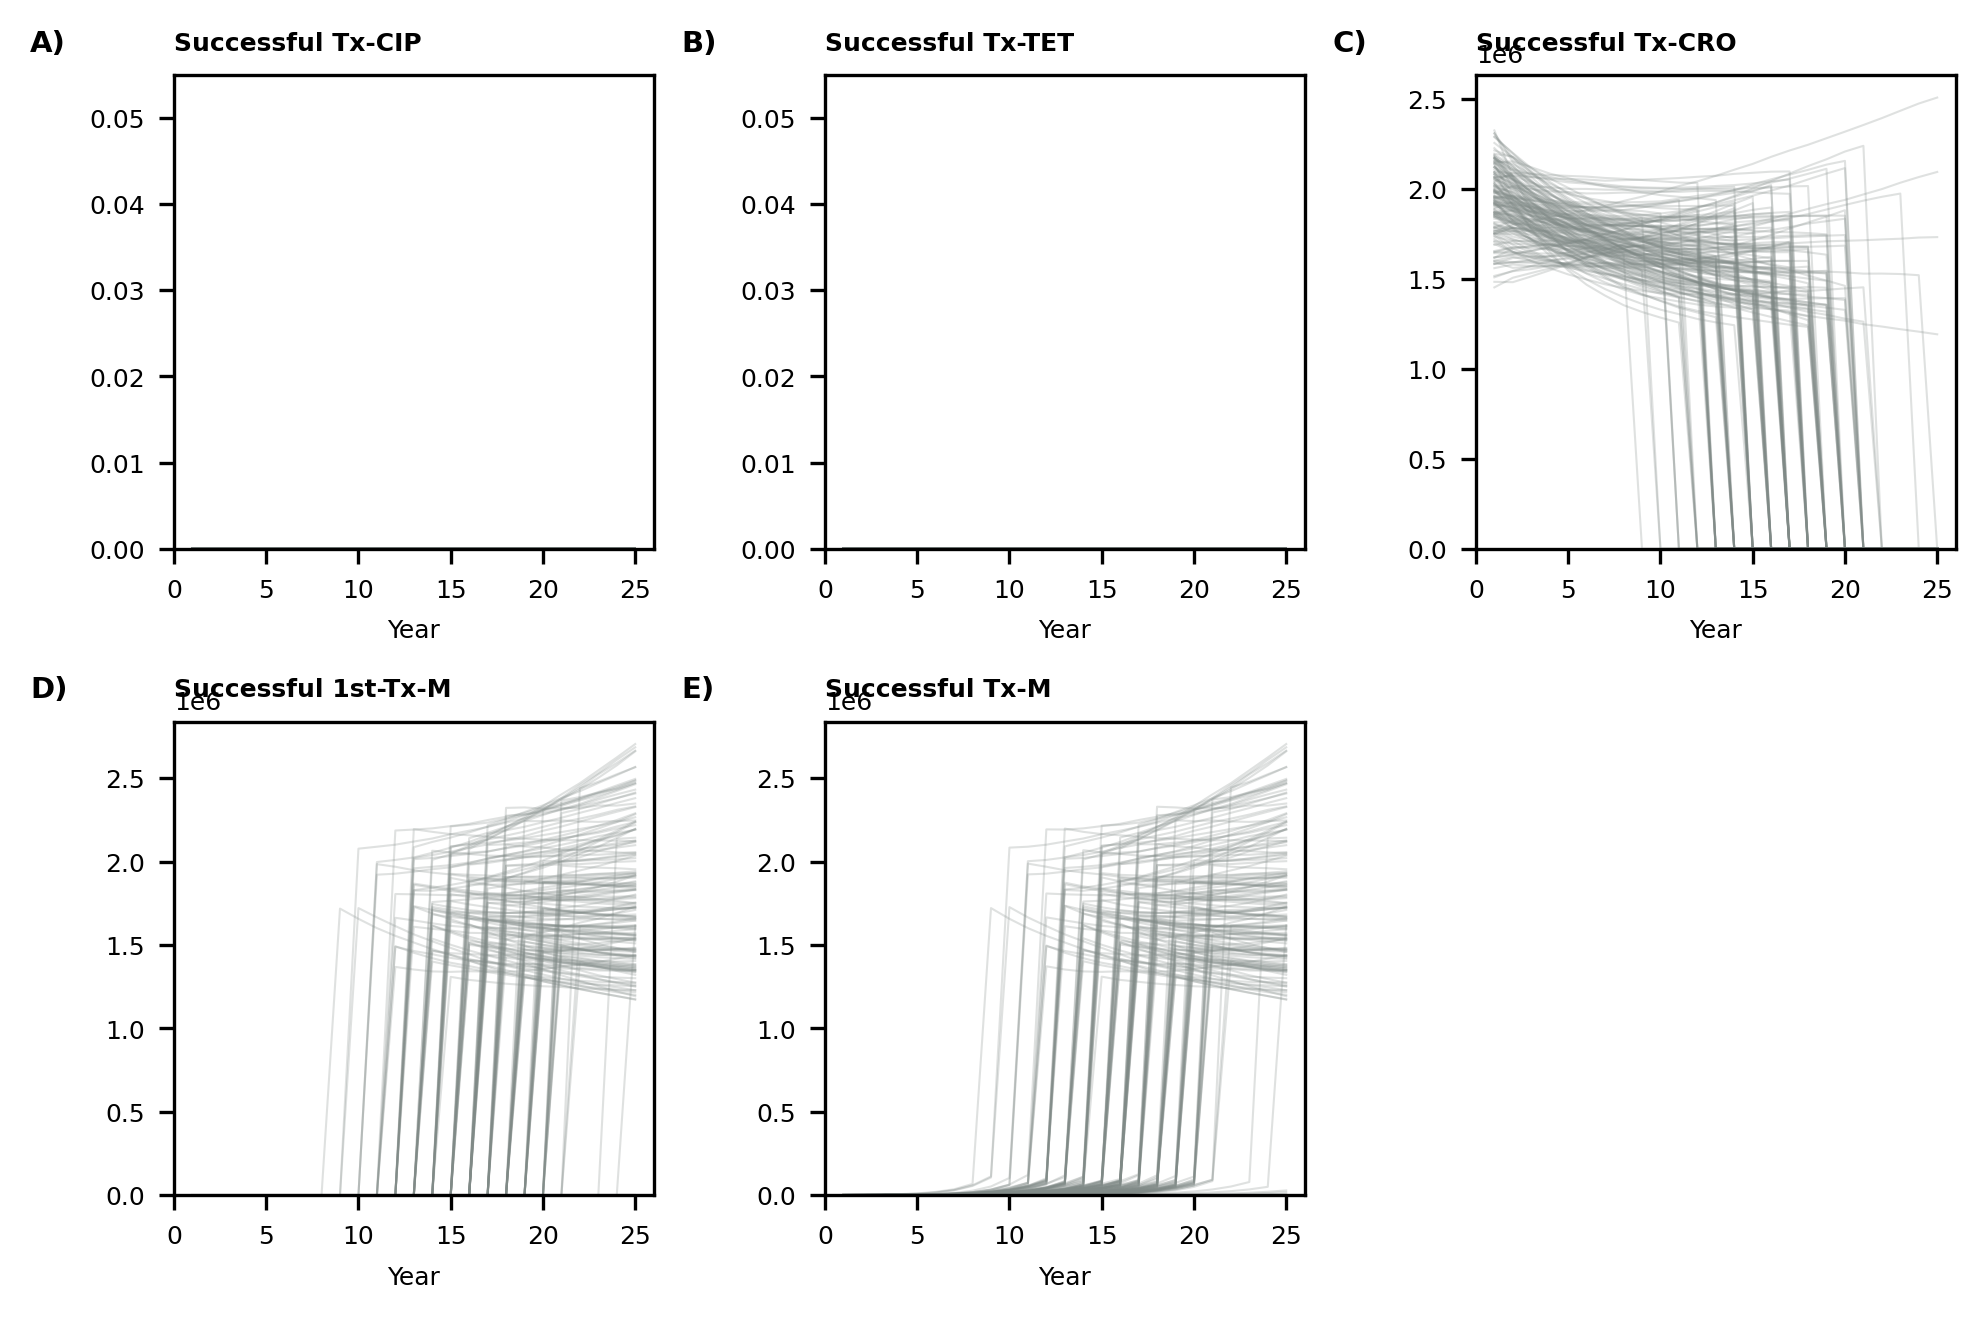 A) Successful Tx-CIP
0.05
0.04
0.03
0.02
0.01
0.00
0 5 10 15 20 25
Year
B) Successful Tx-TET
0.05
0.04
0.03
0.02
0.01
0.00
0 5 10 15 20 25
Year
C) Successful Tx-CRO
1e6
2.5
2.0
1.5
1.0
0.5
0.0
0 5 10 15 20 25
Year
D) Successful 1st-Tx-M
1e6
2.5
2.0
1.5
1.0
0.5
0.0
0 5 10 15 20 25
Year
E) Successful Tx-M
1e6
2.5
2.0
1.5
1.0
0.5
0.0
0 5 10 15 20 25
Year